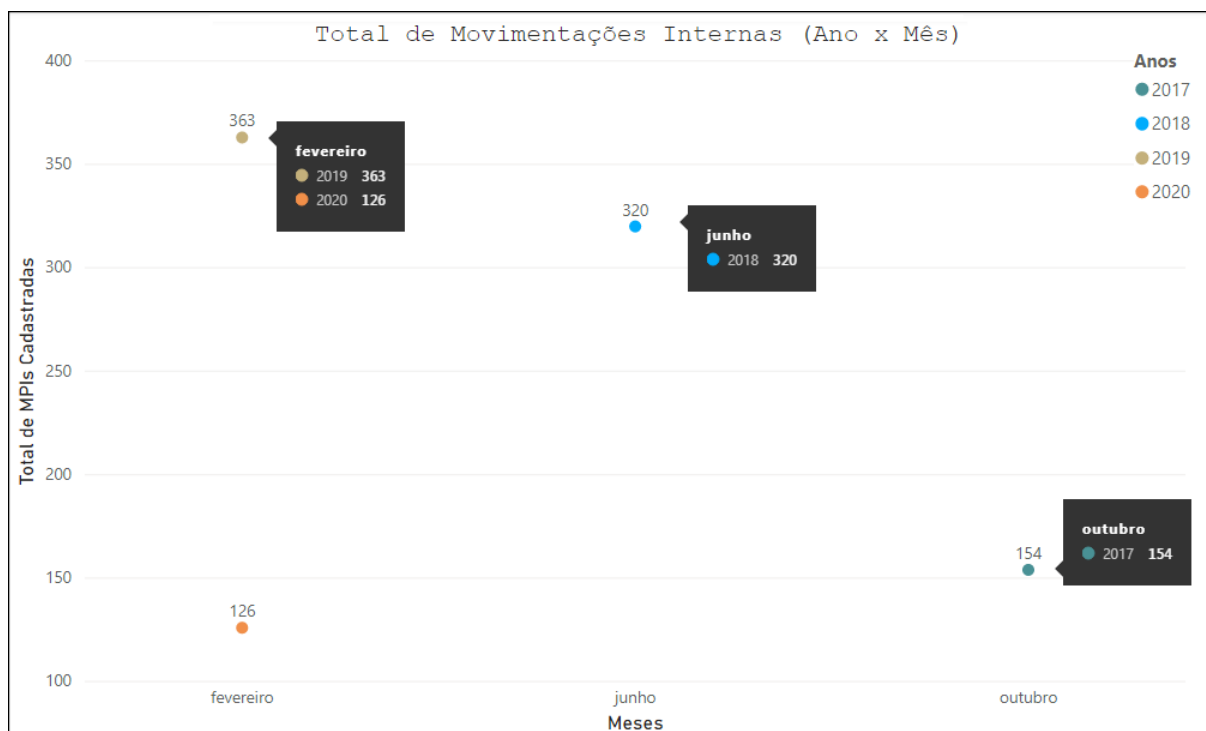 Total de Movimentações Internas (Ano x Mês)
Anos
2017
2018
2019
2020
Total de MPIs Cadastradas
400
350
300
250
200
150
100
363
fevereiro
2019 363
2020 126
320
junho
2018 320
154
outubro
2017 154
126
fevereiro
junho
outubro
Meses